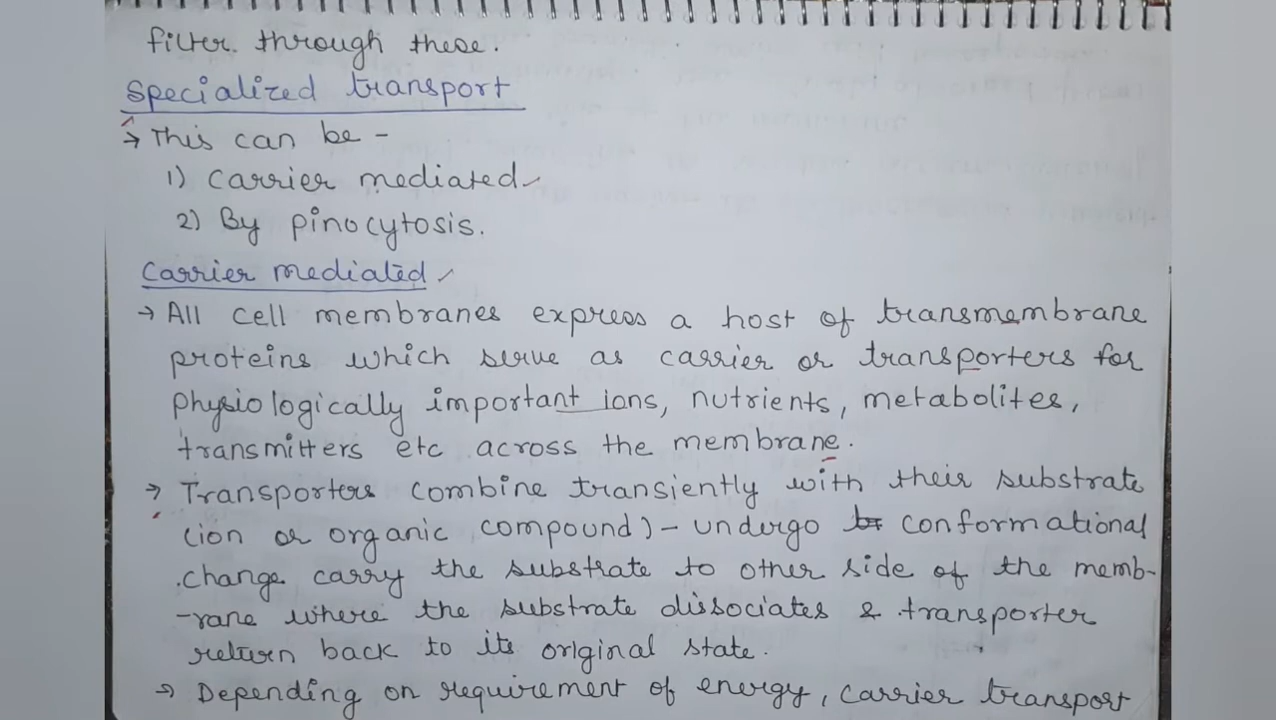 filter through these.
Specialized transport
→ This can be -
1) Carrier mediated
2) By pinocytosis.
Carrier mediated
→ All cell membranes express a host of transmembrane
proteins which serve as carrier or transporters for
physiologically important ions, nutrients, metabolites,
transmitters etc across the membrane.
→ Transporters combine transiently with their substrate
(ion or organic compound) - undergo conformational
change carry the substrate to other side of the memb-
-rane where the substrate dissociates & transporter
return back to its original state.
→ Depending on requirement of energy, carrier transport